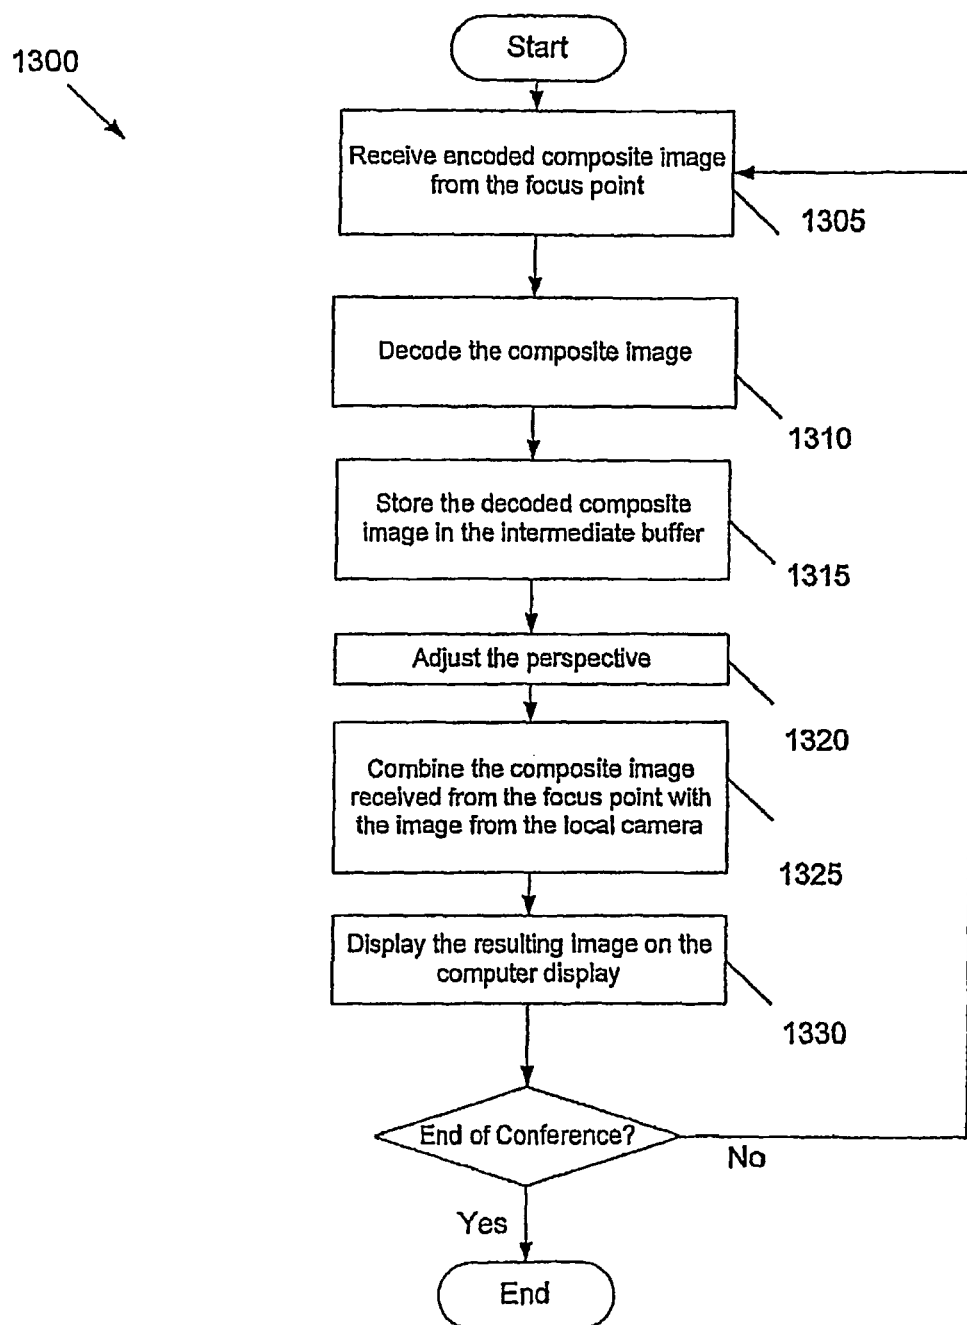 1300
Start
Receive encoded composite image
from the focus point
1305
Decode the composite image
1310
Store the decoded composite
image in the intermediate buffer
1315
Adjust the perspective
1320
Combine the composite image
received from the focus point with
the image from the local camera
1325
Display the resulting image on the
computer display
1330
End of Conference?
No
Yes
End